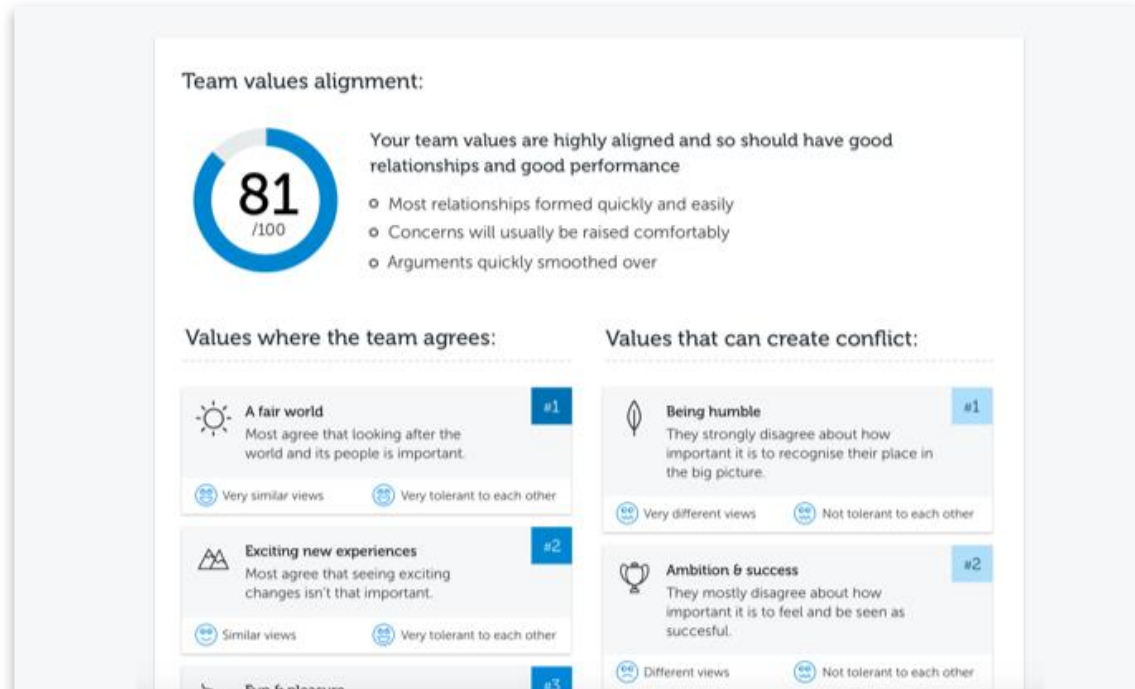 Team values alignment:
81
/100
Your team values are highly aligned and so should have good
relationships and good performance
Most relationships formed quickly and easily
Concerns will usually be raised comfortably
Arguments quickly smoothed over
Values where the team agrees:
#1
A fair world
Most agree that looking after the
world and its people is important.
Very similar views
Very tolerant to each other
#2
Exciting new experiences
Most agree that seeing exciting
changes isn't that important.
Similar views
Very tolerant to each other
#3
Values that can create conflict:
#1
Being humble
They strongly disagree about how
important it is to recognise their place in
the big picture.
Very different views
Not tolerant to each other
#2
Ambition & success
They mostly disagree about how
important it is to feel and be seen as
succesful.
Different views
Not tolerant to each other